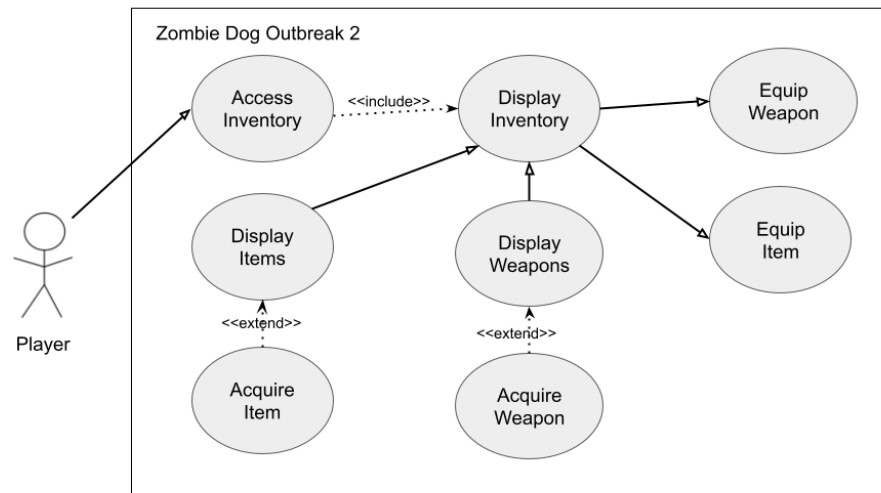 Zombie Dog Outbreak 2
Access
Inventory
<<include>>
Display
Inventory
Equip
Weapon
Display
Items
Display
Weapons
Equip
Item
<<extend>>
<<extend>>
Player
Acquire
Item
Acquire
Weapon